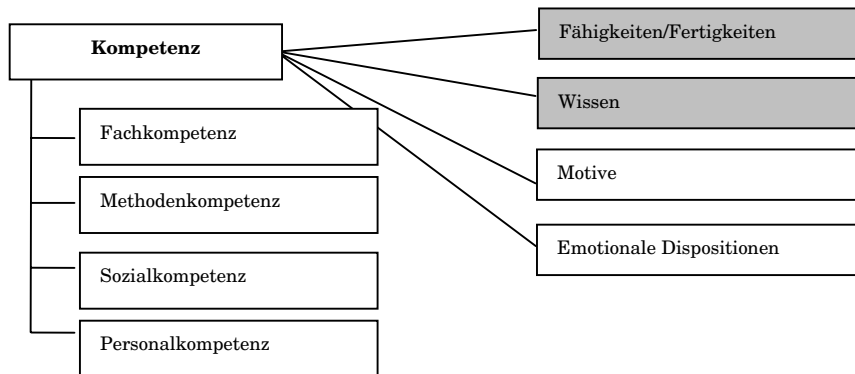 Kompetenz
Fachkompetenz
Methodenkompetenz
Sozialkompetenz
Personalkompetenz
Fähigkeiten/Fertigkeiten
Wissen
Motive
Emotionale Dispositionen